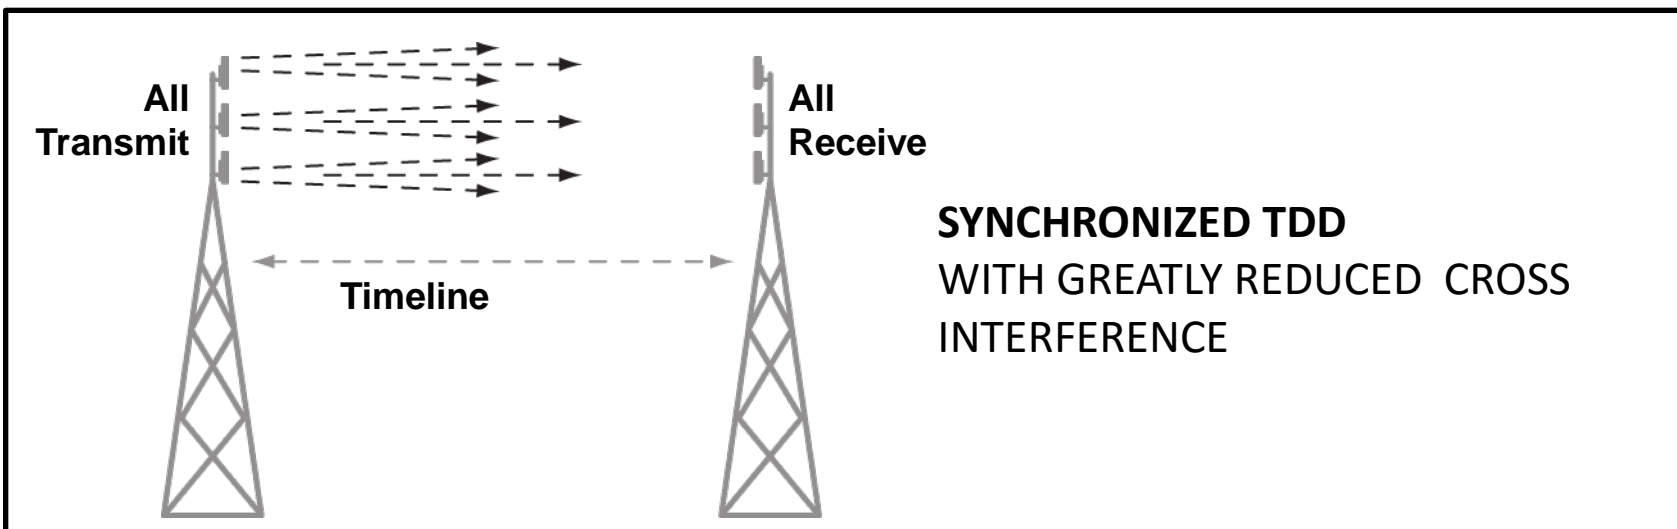 All
Transmit
All
Receive
Timeline
SYNCHRONIZED TDD
WITH GREATLY REDUCED  CROSS
INTERFERENCE